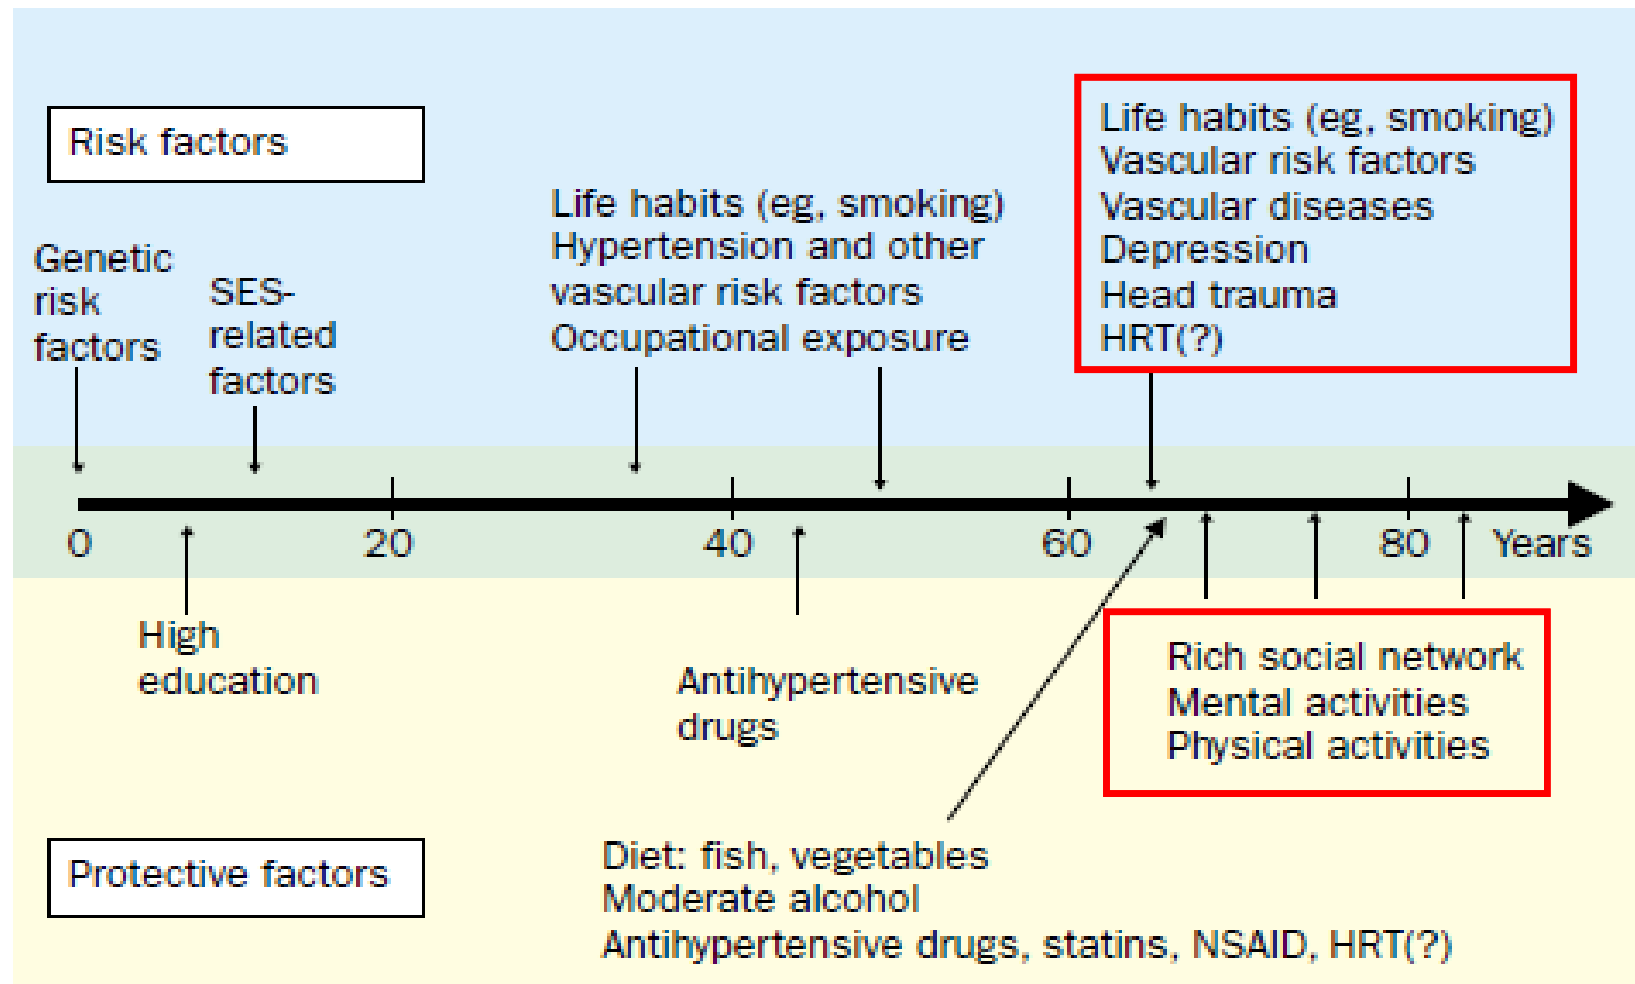 Risk factors
Genetic
risk
factors
SES-
related
factors
Life habits (eg, smoking)
Hypertension and other
vascular risk factors
Occupational exposure
Life habits (eg, smoking)
Vascular risk factors
Vascular diseases
Depression
Head trauma
HRT(?)
0
20
40
60
80
Years
High
education
Antihypertensive
drugs
Rich social network
Mental activities
Physical activities
Protective factors
Diet: fish, vegetables
Moderate alcohol
Antihypertensive drugs, statins, NSAID, HRT(?)